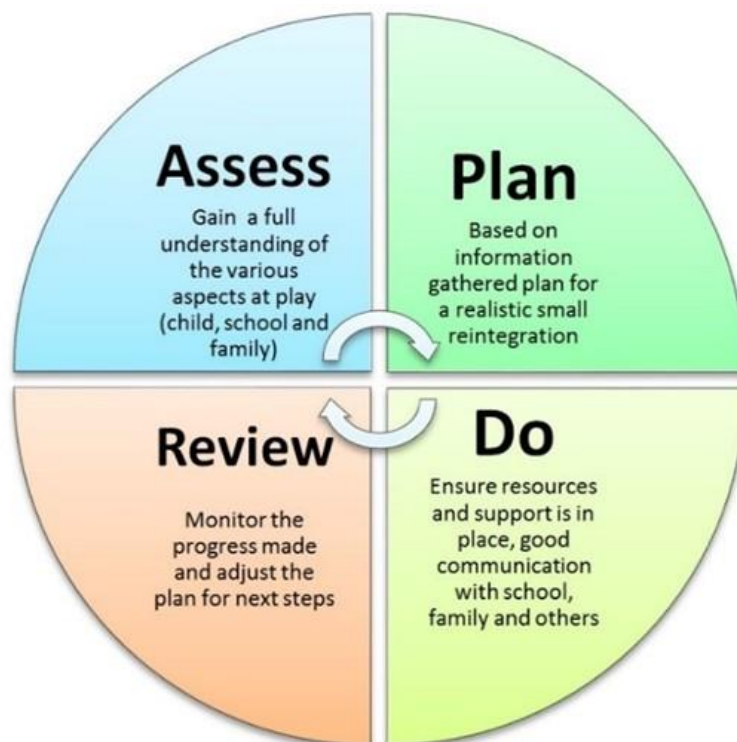 Assess
Gain a full
understanding of
the various
aspects at play
(child, school and
family)
Plan
Based on
information
gathered plan for
a realistic small
reintegration
Do
Ensure resources
and support is in
place, good
communication
with school,
family and others
Review
Monitor the
progress made
and adjust the
plan for next steps